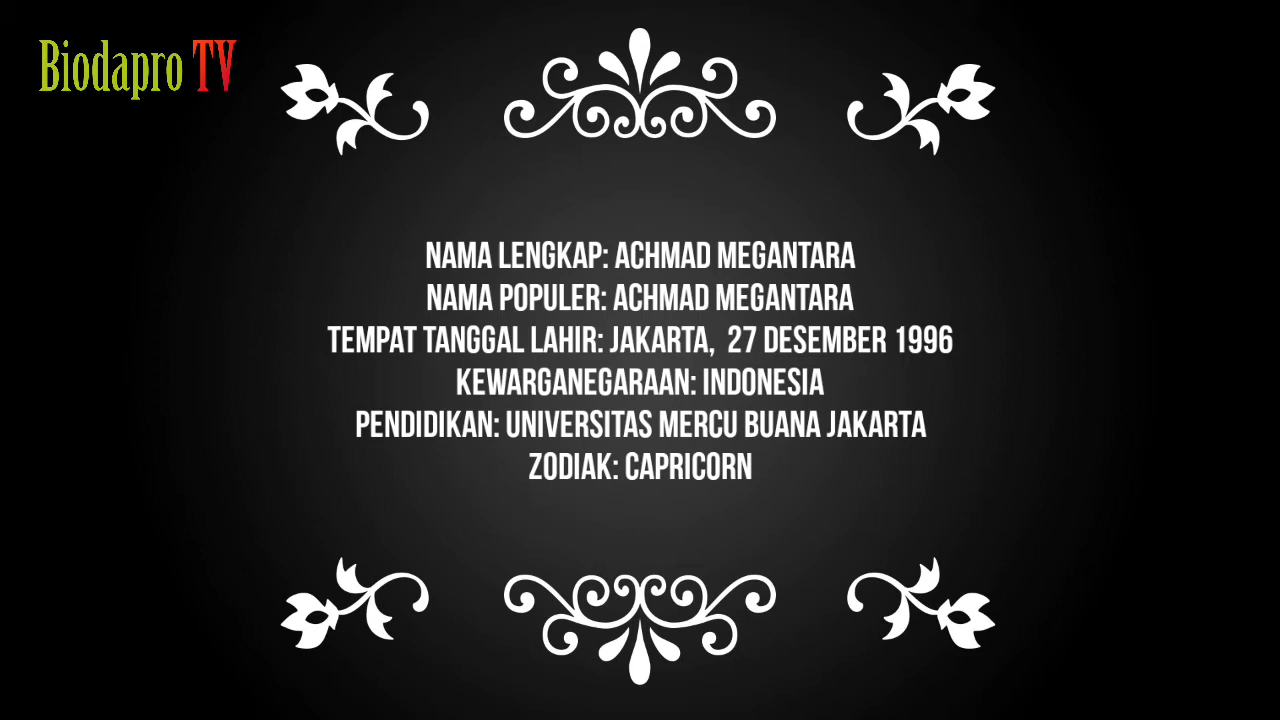 Biodapro TV
NAMA LENGKAP: ACHMAD MEGANTARA
NAMA POPULER: ACHMAD MEGANTARA
TEMPAT TANGGAL LAHIR: JAKARTA, 27 DESEMBER 1996
KEWARGANEGARAAN: INDONESIA
PENDIDIKAN: UNIVERSITAS MERCU BUANA JAKARTA
ZODIAK: CAPRICORN